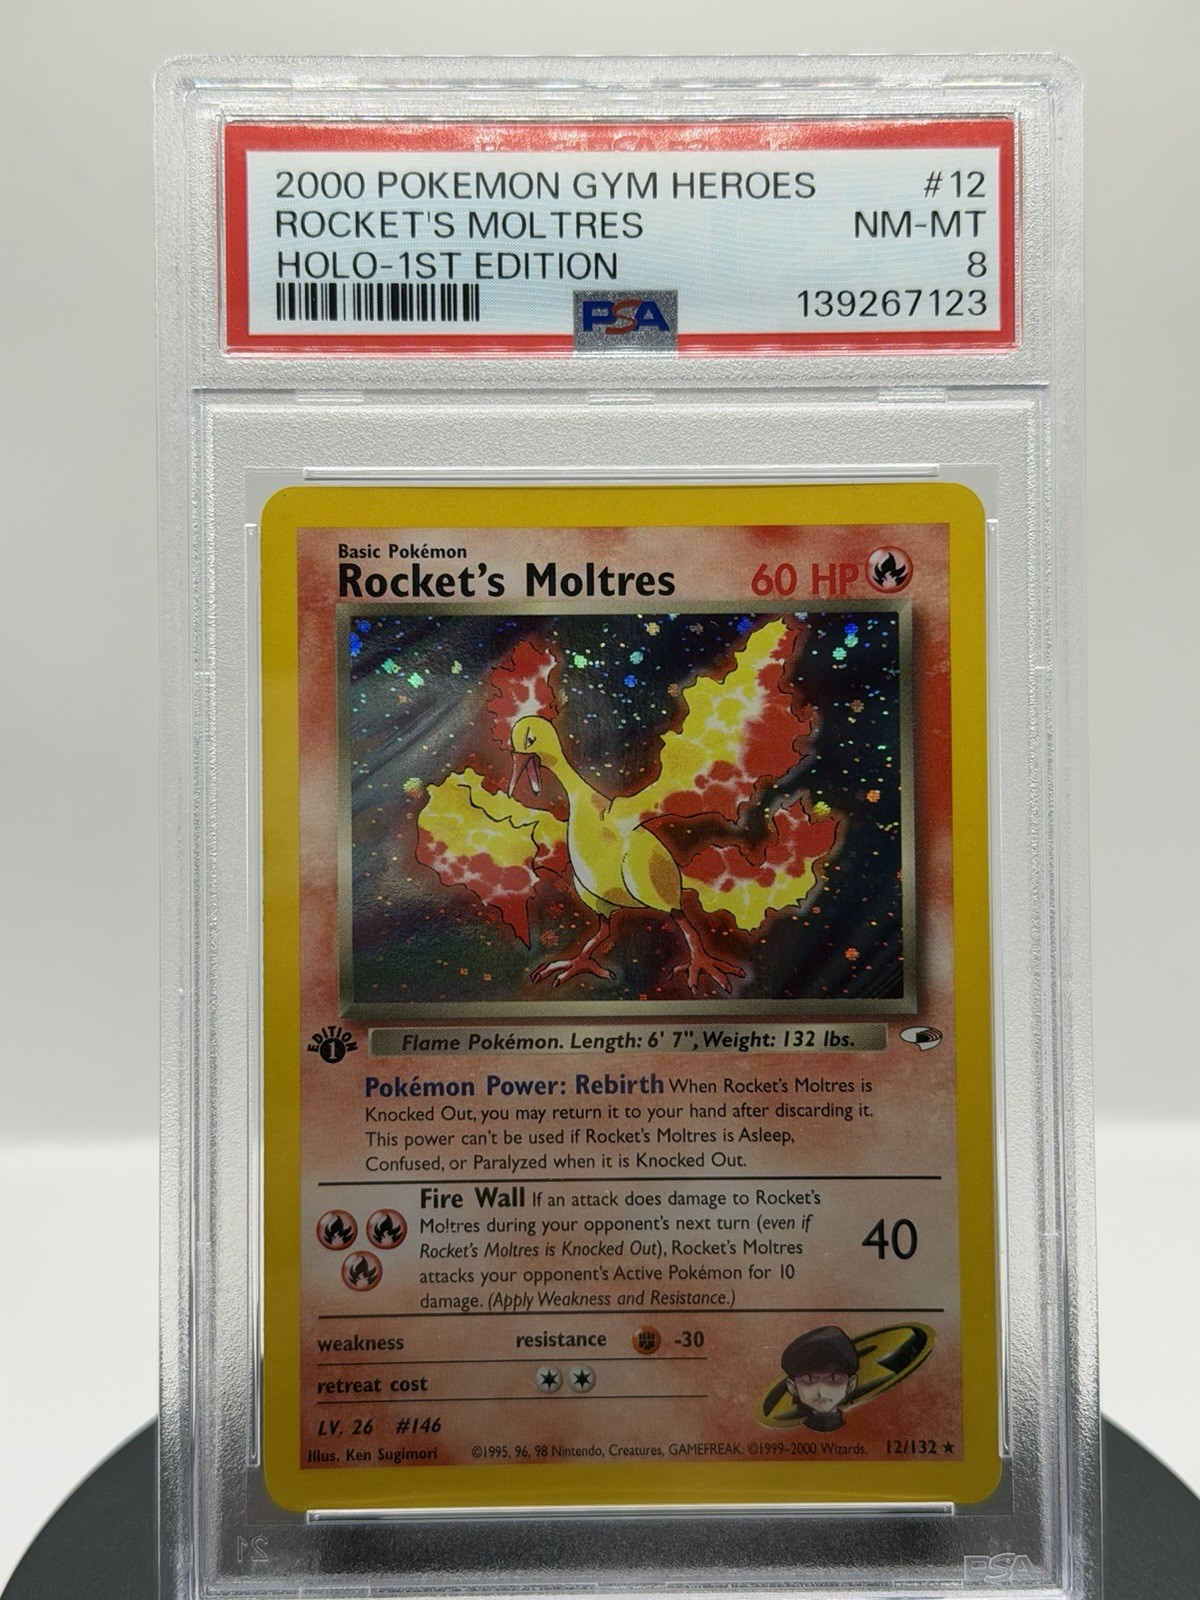 2000 POKEMON GYM HEROES #12
ROCKET'S MOLTRES NM-MT
HOLO-1ST EDITION 8
PSA 139267123
Basic Pokémon
Rocket's Moltres 60 HP
EDITION
1
Flame Pokémon. Length: 6' 7", Weight: 132 lbs.
Pokémon Power: Rebirth When Rocket's Moltres is
Knocked Out, you may return it to your hand after discarding it.
This power can't be used if Rocket's Moltres is Asleep,
Confused, or Paralyzed when it is Knocked Out.
Fire Wall If an attack does damage to Rocket's
Moltres during your opponent's next turn (even if
Rocket's Moltres is Knocked Out), Rocket's Moltres
attacks your opponent's Active Pokémon for 10
damage. (Apply Weakness and Resistance.)
40
weakness resistance -30
retreat cost
LV. 26 #146
Illus. Ken Sugimori ©1995, 96, 98 Nintendo, Creatures, GAMEFREAK. ©1999-2000 Wizards. 12/132 ★
21 PSA